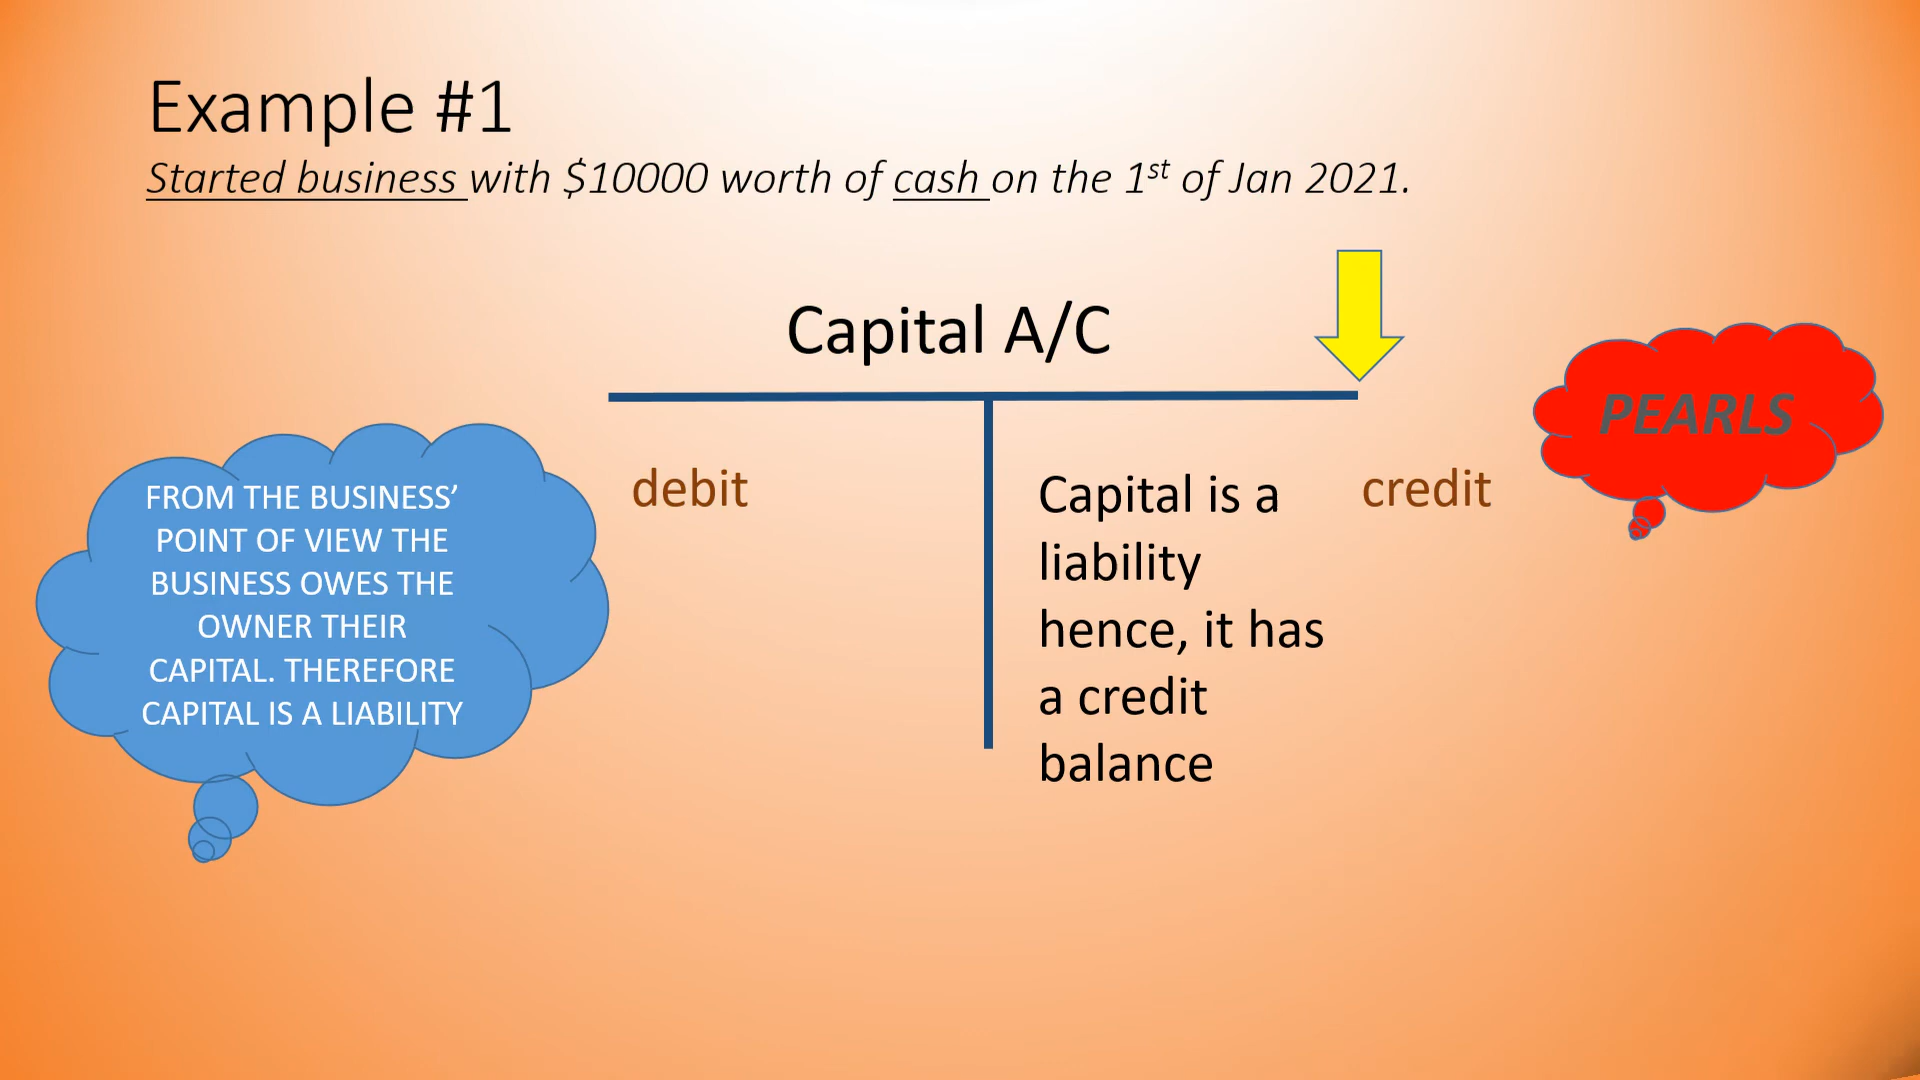 Example #1
Started business with $10000 worth of cash on the 1st of Jan 2021.
Capital A/C
PEARLS
FROM THE BUSINESS’
POINT OF VIEW THE
BUSINESS OWES THE
OWNER THEIR
CAPITAL. THEREFORE
CAPITAL IS A LIABILITY
debit
Capital is a
liability
hence, it has
a credit
balance
credit